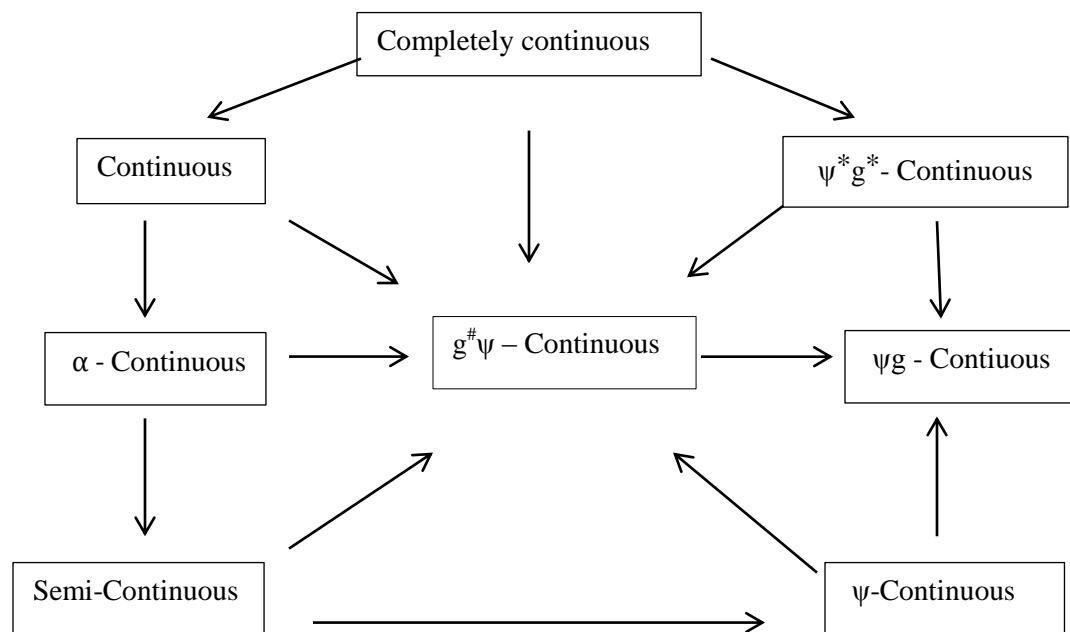 Completely continuous
Continuous
ψ*g*- Continuous
α - Continuous
g#ψ – Continuous
ψg - Contiuous
Semi-Continuous
ψ-Continuous